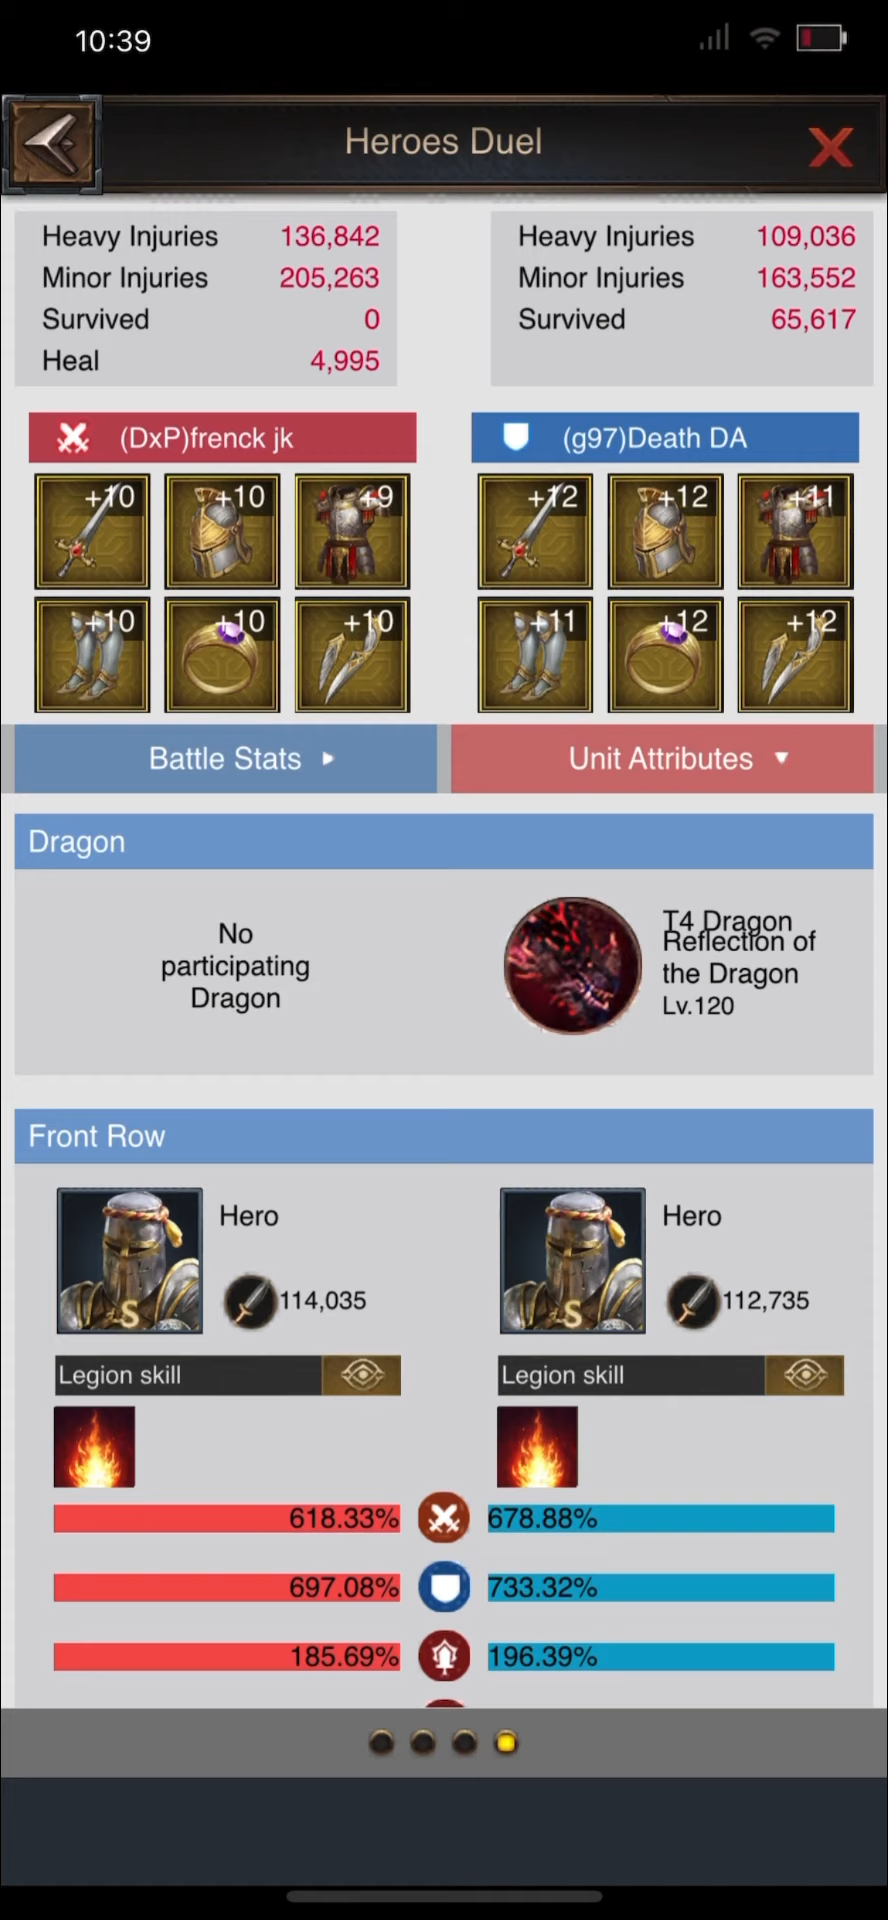 10:39
Heroes Duel
Heavy Injuries 136,842
Minor Injuries 205,263
Survived 0
Heal 4,995
Heavy Injuries 109,036
Minor Injuries 163,552
Survived 65,617
(DxP)frenck jk
(g97)Death DA
+10 +10 +9
+12 +12 +11
+10 +10 +10
+11 +12 +12
Battle Stats
Unit Attributes
Dragon
No
participating
Dragon
T4 Dragon
Reflection of
the Dragon
Lv.120
Front Row
Hero
S
114,035
Hero
S
112,735
Legion skill
Legion skill
618.33% 678.88%
697.08% 733.32%
185.69% 196.39%